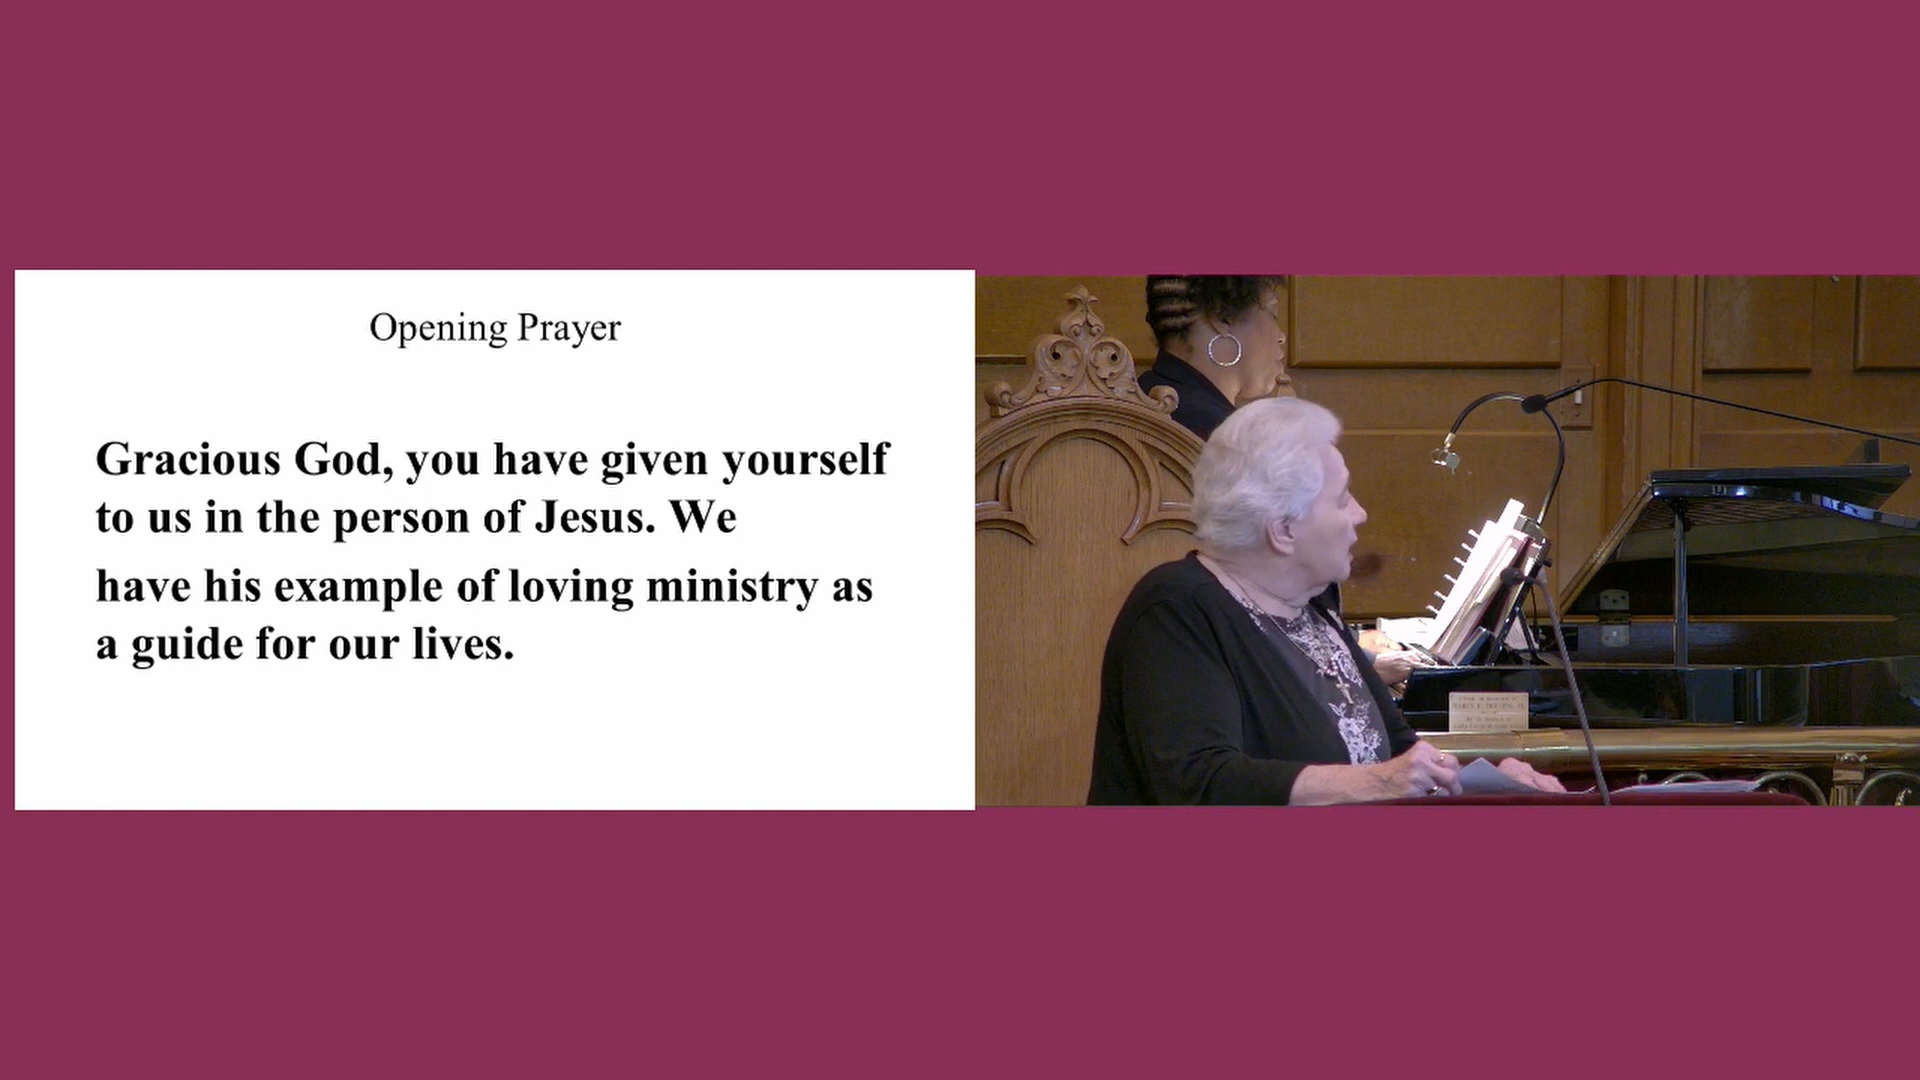 Opening Prayer
Gracious God, you have given yourself
to us in the person of Jesus. We
have his example of loving ministry as
a guide for our lives.